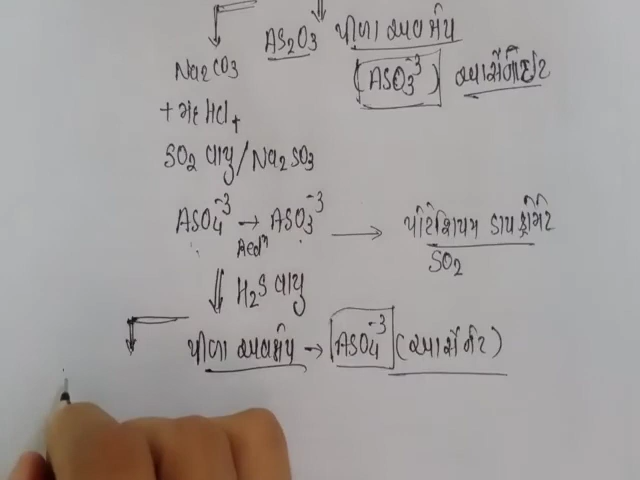 AS2O3 પીળા અવક્ષેપ
Na2CO3 (ASO3⁻³) આર્સેનાઈટ
+ મંદ HCl +
SO2 વાયુ / Na2SO3
ASO4⁻³ → ASO3⁻³ → પોટેશિયમ ડાયક્રોમેટ
Redⁿ SO2
H2S વાયુ
પીળા અવક્ષેપ → ASO4⁻³ (આર્સેનેટ)